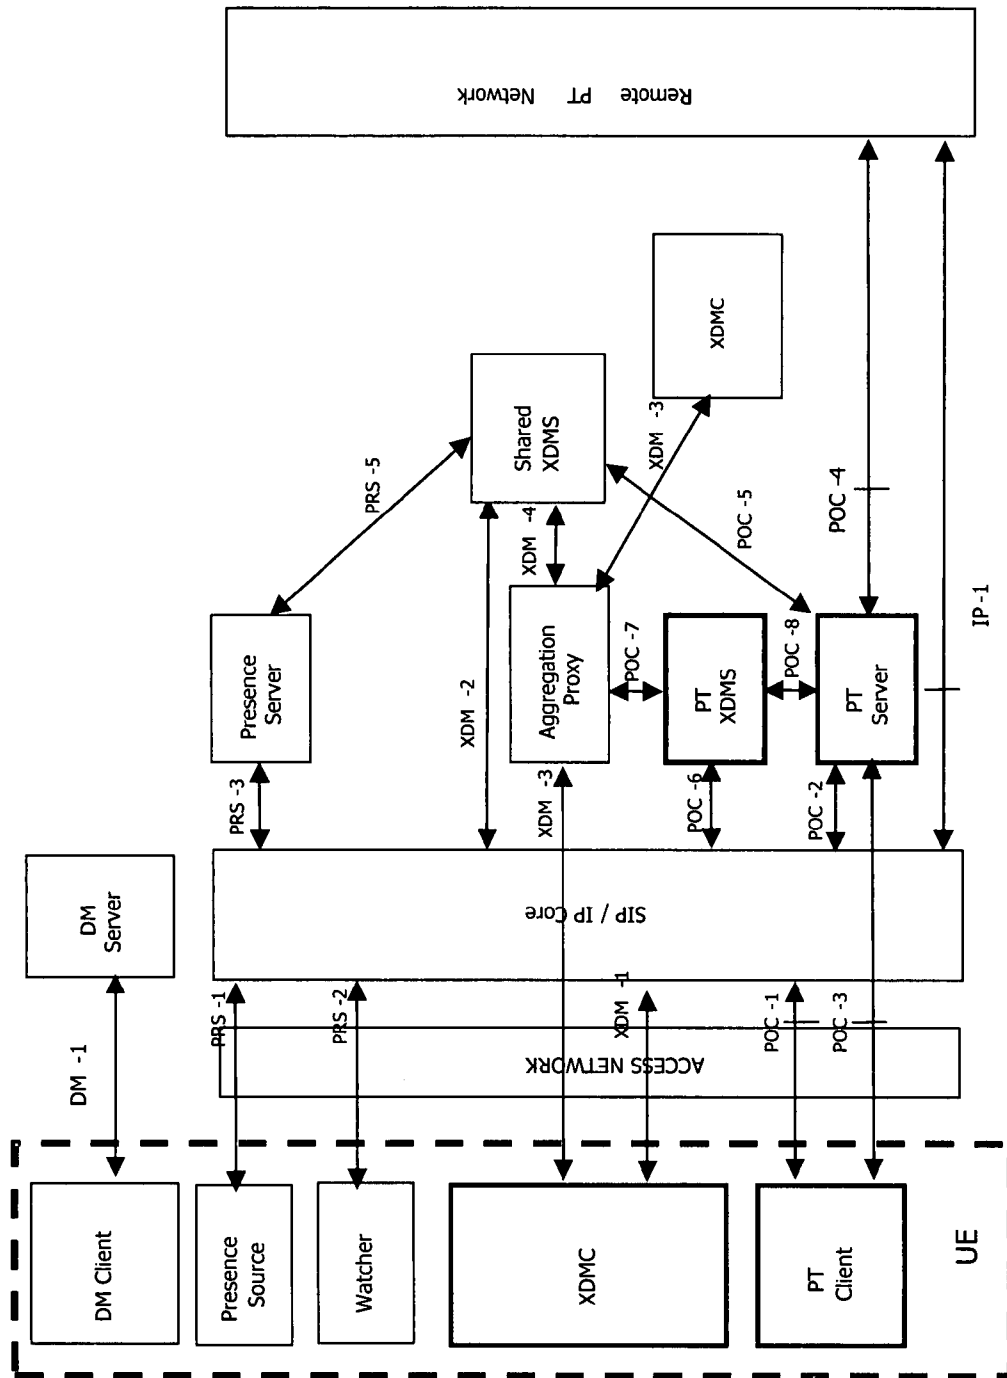 DM Client
Presence
Source
Watcher
XDMC
PT
Client
UE
DM -1
DM
Server
PRS -1
PRS -2
XDM -1
POC -1
POC -3
ACCESS NETWORK
SIP / IP Core
PRS -3
XDM -2
XDM -3
POC -6
POC -2
Presence
Server
Aggregation
Proxy
PT
XDMS
PT
Server
POC -7
POC -8
PRS -5
XDM -4
Shared
XDMS
POC -5
XDM -3
XDMC
POC -4
IP -1
Remote PT Network